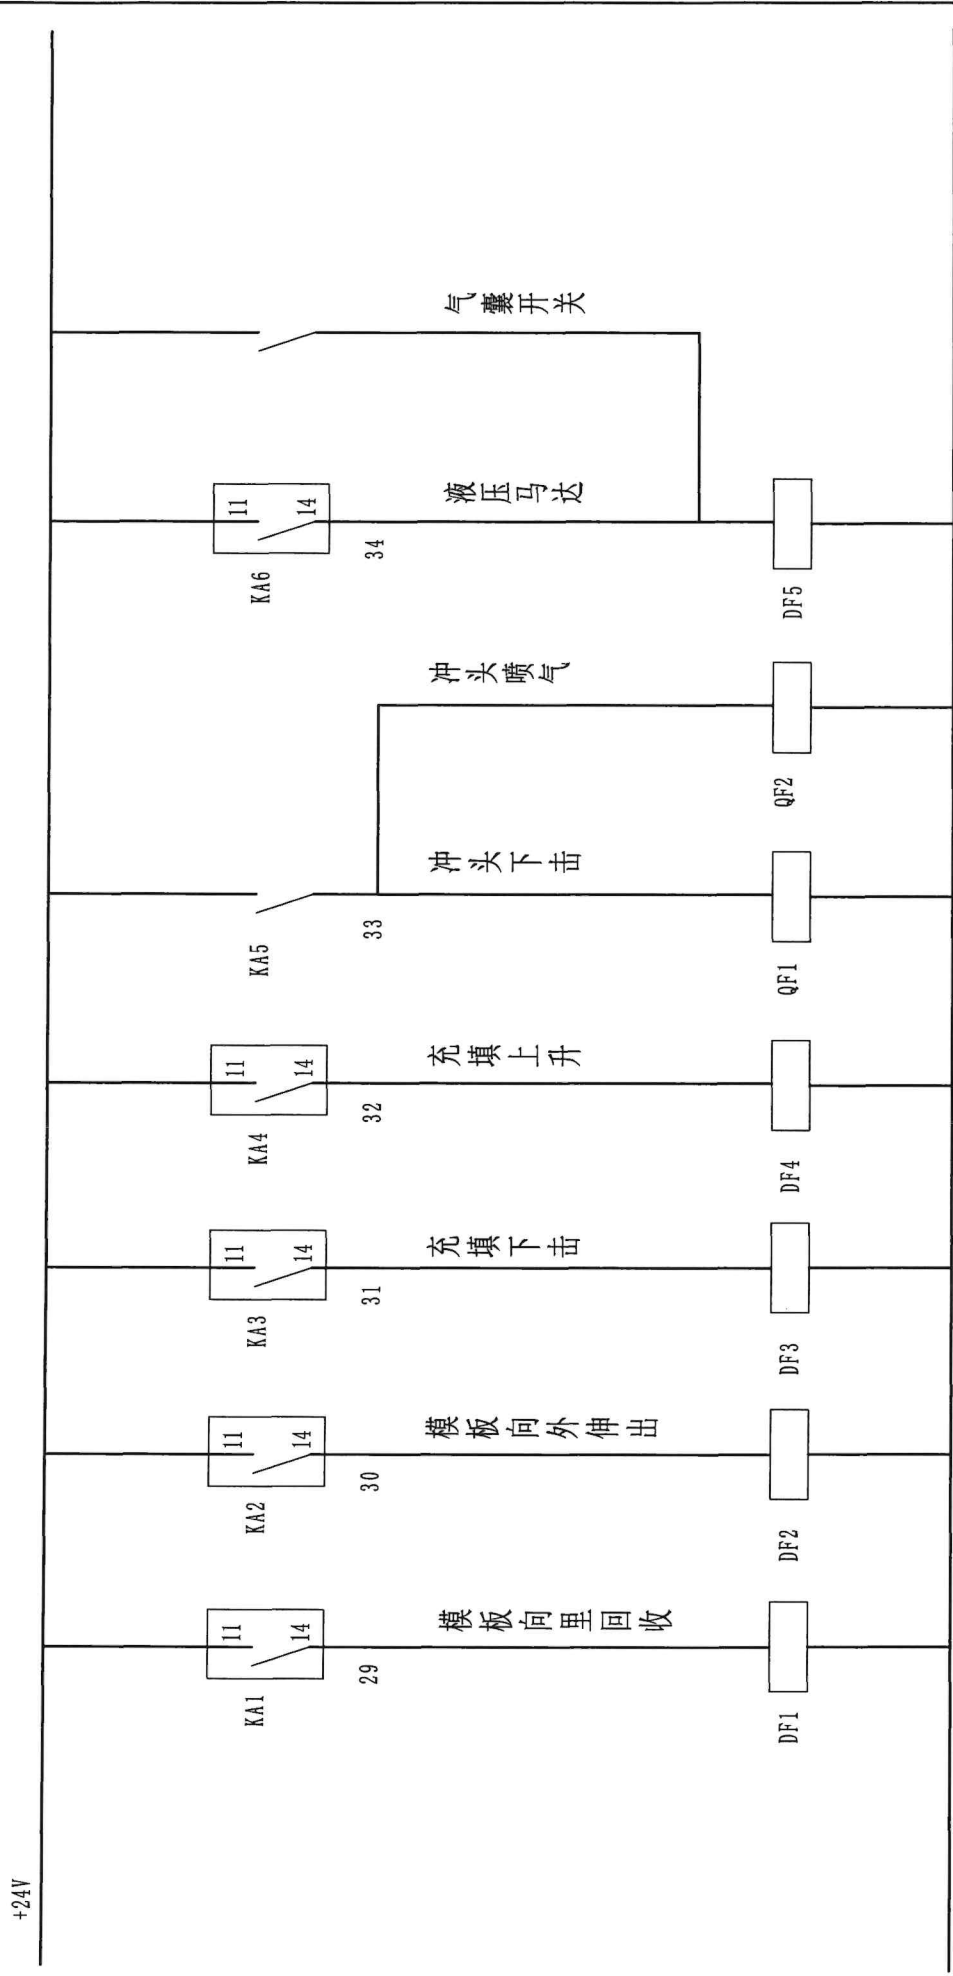 +24V
11
14
KA1
29
模板向里回收
DF1
11
14
KA2
30
模板向外伸出
DF2
11
14
KA3
31
充填下击
DF3
11
14
KA4
32
充填上升
DF4
KA5
33
冲头下击
QF1
冲头喷气
QF2
11
14
KA6
34
液压马达
DF5
气囊开关